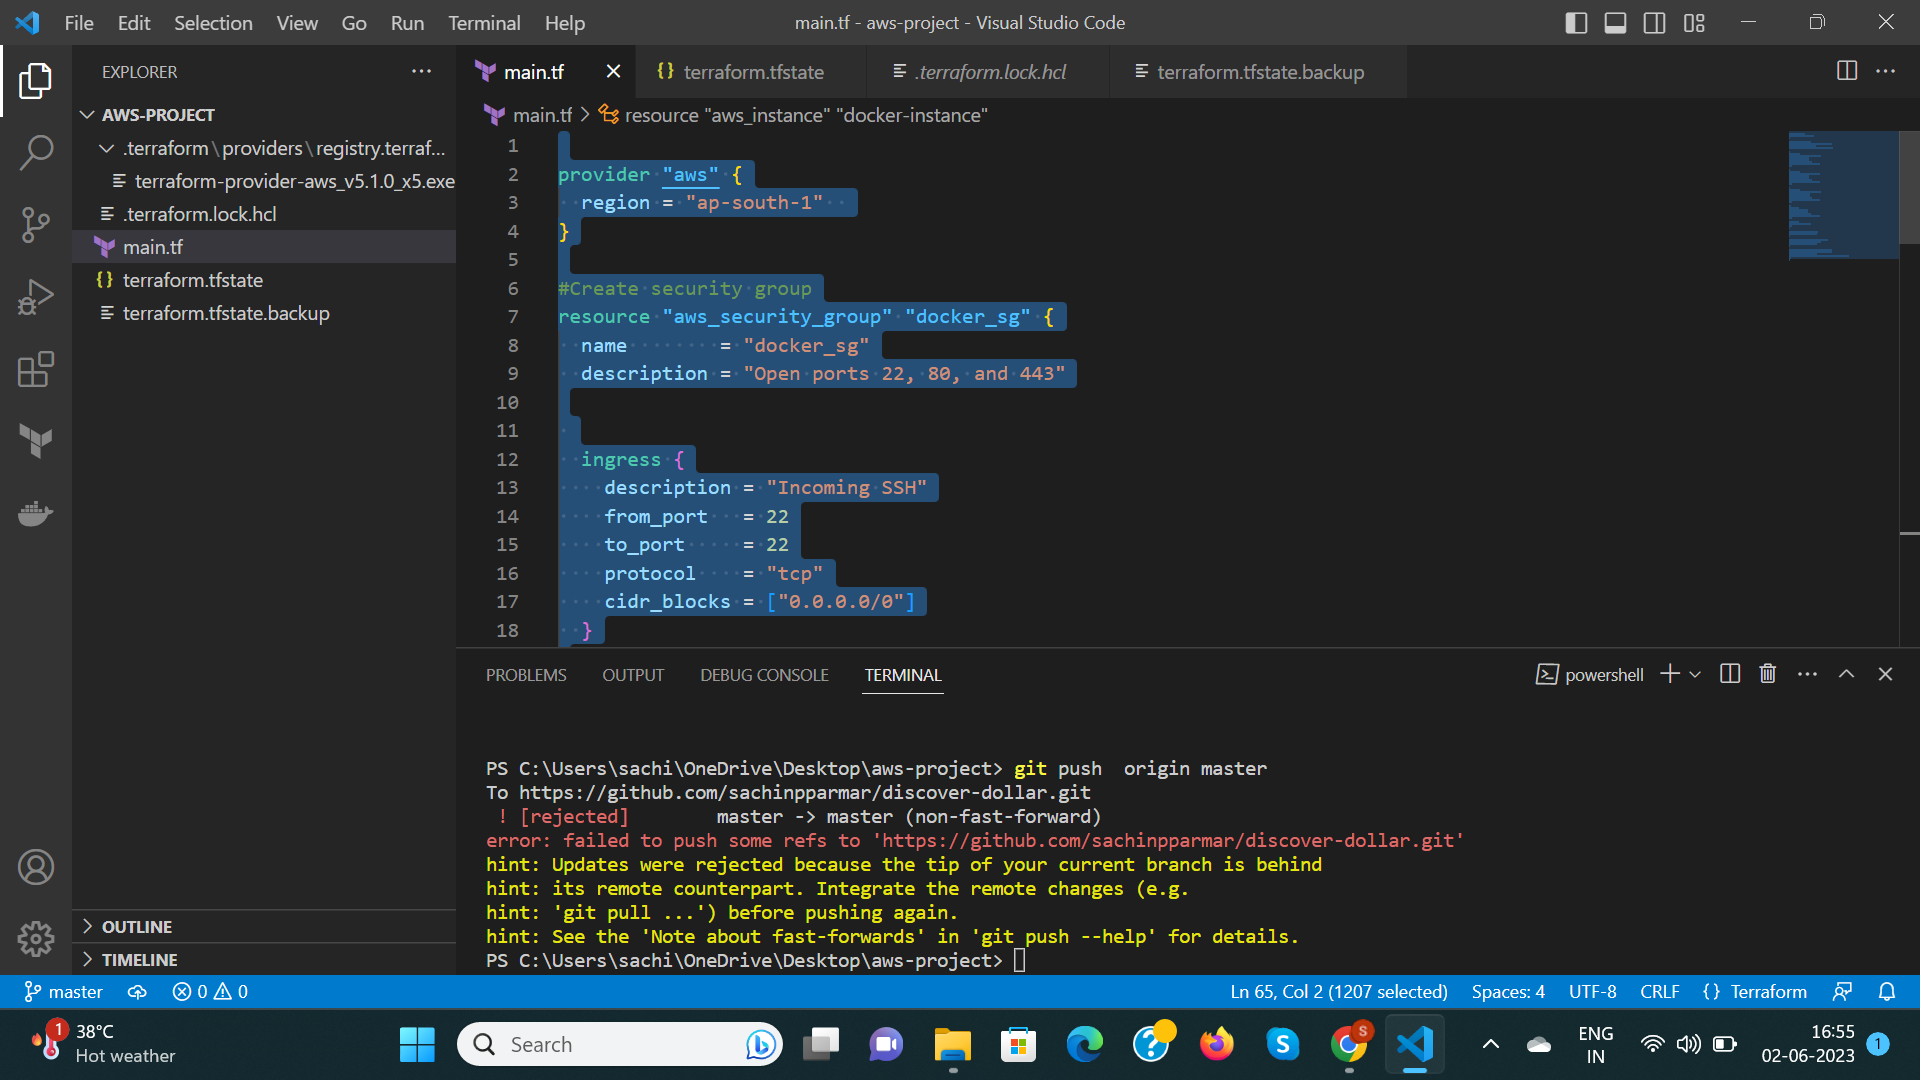 File Edit Selection View Go Run Terminal Help
main.tf - aws-project - Visual Studio Code
EXPLORER
AWS-PROJECT
.terraform\providers\registry.terraf...
terraform-provider-aws_v5.1.0_x5.exe
.terraform.lock.hcl
main.tf
terraform.tfstate
terraform.tfstate.backup
OUTLINE
TIMELINE
main.tf terraform.tfstate .terraform.lock.hcl terraform.tfstate.backup
main.tf > resource "aws_instance" "docker-instance"
1
2 provider "aws" {
3 region = "ap-south-1"
4 }
5
6 #Create security group
7 resource "aws_security_group" "docker_sg" {
8 name = "docker_sg"
9 description = "Open ports 22, 80, and 443"
10
11
12 ingress {
13 description = "Incoming SSH"
14 from_port = 22
15 to_port = 22
16 protocol = "tcp"
17 cidr_blocks = ["0.0.0.0/0"]
18 }
PROBLEMS OUTPUT DEBUG CONSOLE TERMINAL
powershell
PS C:\Users\sachi\OneDrive\Desktop\aws-project> git push  origin master
To https://github.com/sachinpparmar/discover-dollar.git
! [rejected] master -> master (non-fast-forward)
error: failed to push some refs to 'https://github.com/sachinpparmar/discover-dollar.git'
hint: Updates were rejected because the tip of your current branch is behind
hint: its remote counterpart. Integrate the remote changes (e.g.
hint: 'git pull ...') before pushing again.
hint: See the 'Note about fast-forwards' in 'git push --help' for details.
PS C:\Users\sachi\OneDrive\Desktop\aws-project>
master 0 0
Ln 65, Col 2 (1207 selected) Spaces: 4 UTF-8 CRLF {} Terraform
1
38°C
Hot weather
Search
S
S
ENG
IN
16:55
02-06-2023
1